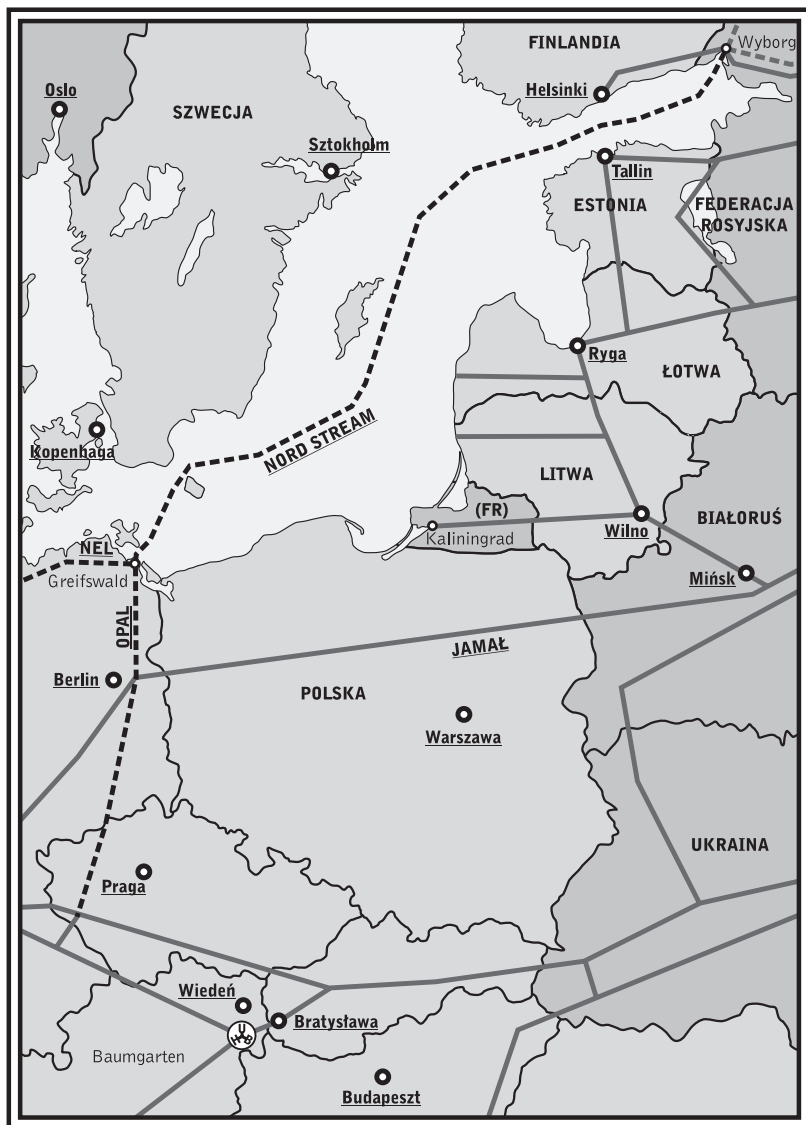 FINLANDIA
Wyborg
Oslo
Helsinki
SZWECJA
Sztokholm
Tallin
ESTONIA
FEDERACJA
ROSYJSKA
Ryga
ŁOTWA
Kopenhaga
NORD STREAM
LITWA
(FR)
BIAŁORUŚ
Wilno
Kaliningrad
NEL
Greifswald
Mińsk
OPAL
JAMAŁ
Berlin
POLSKA
Warszawa
UKRAINA
Praga
Wiedeń
Bratysława
HUB
Baumgarten
Budapeszt